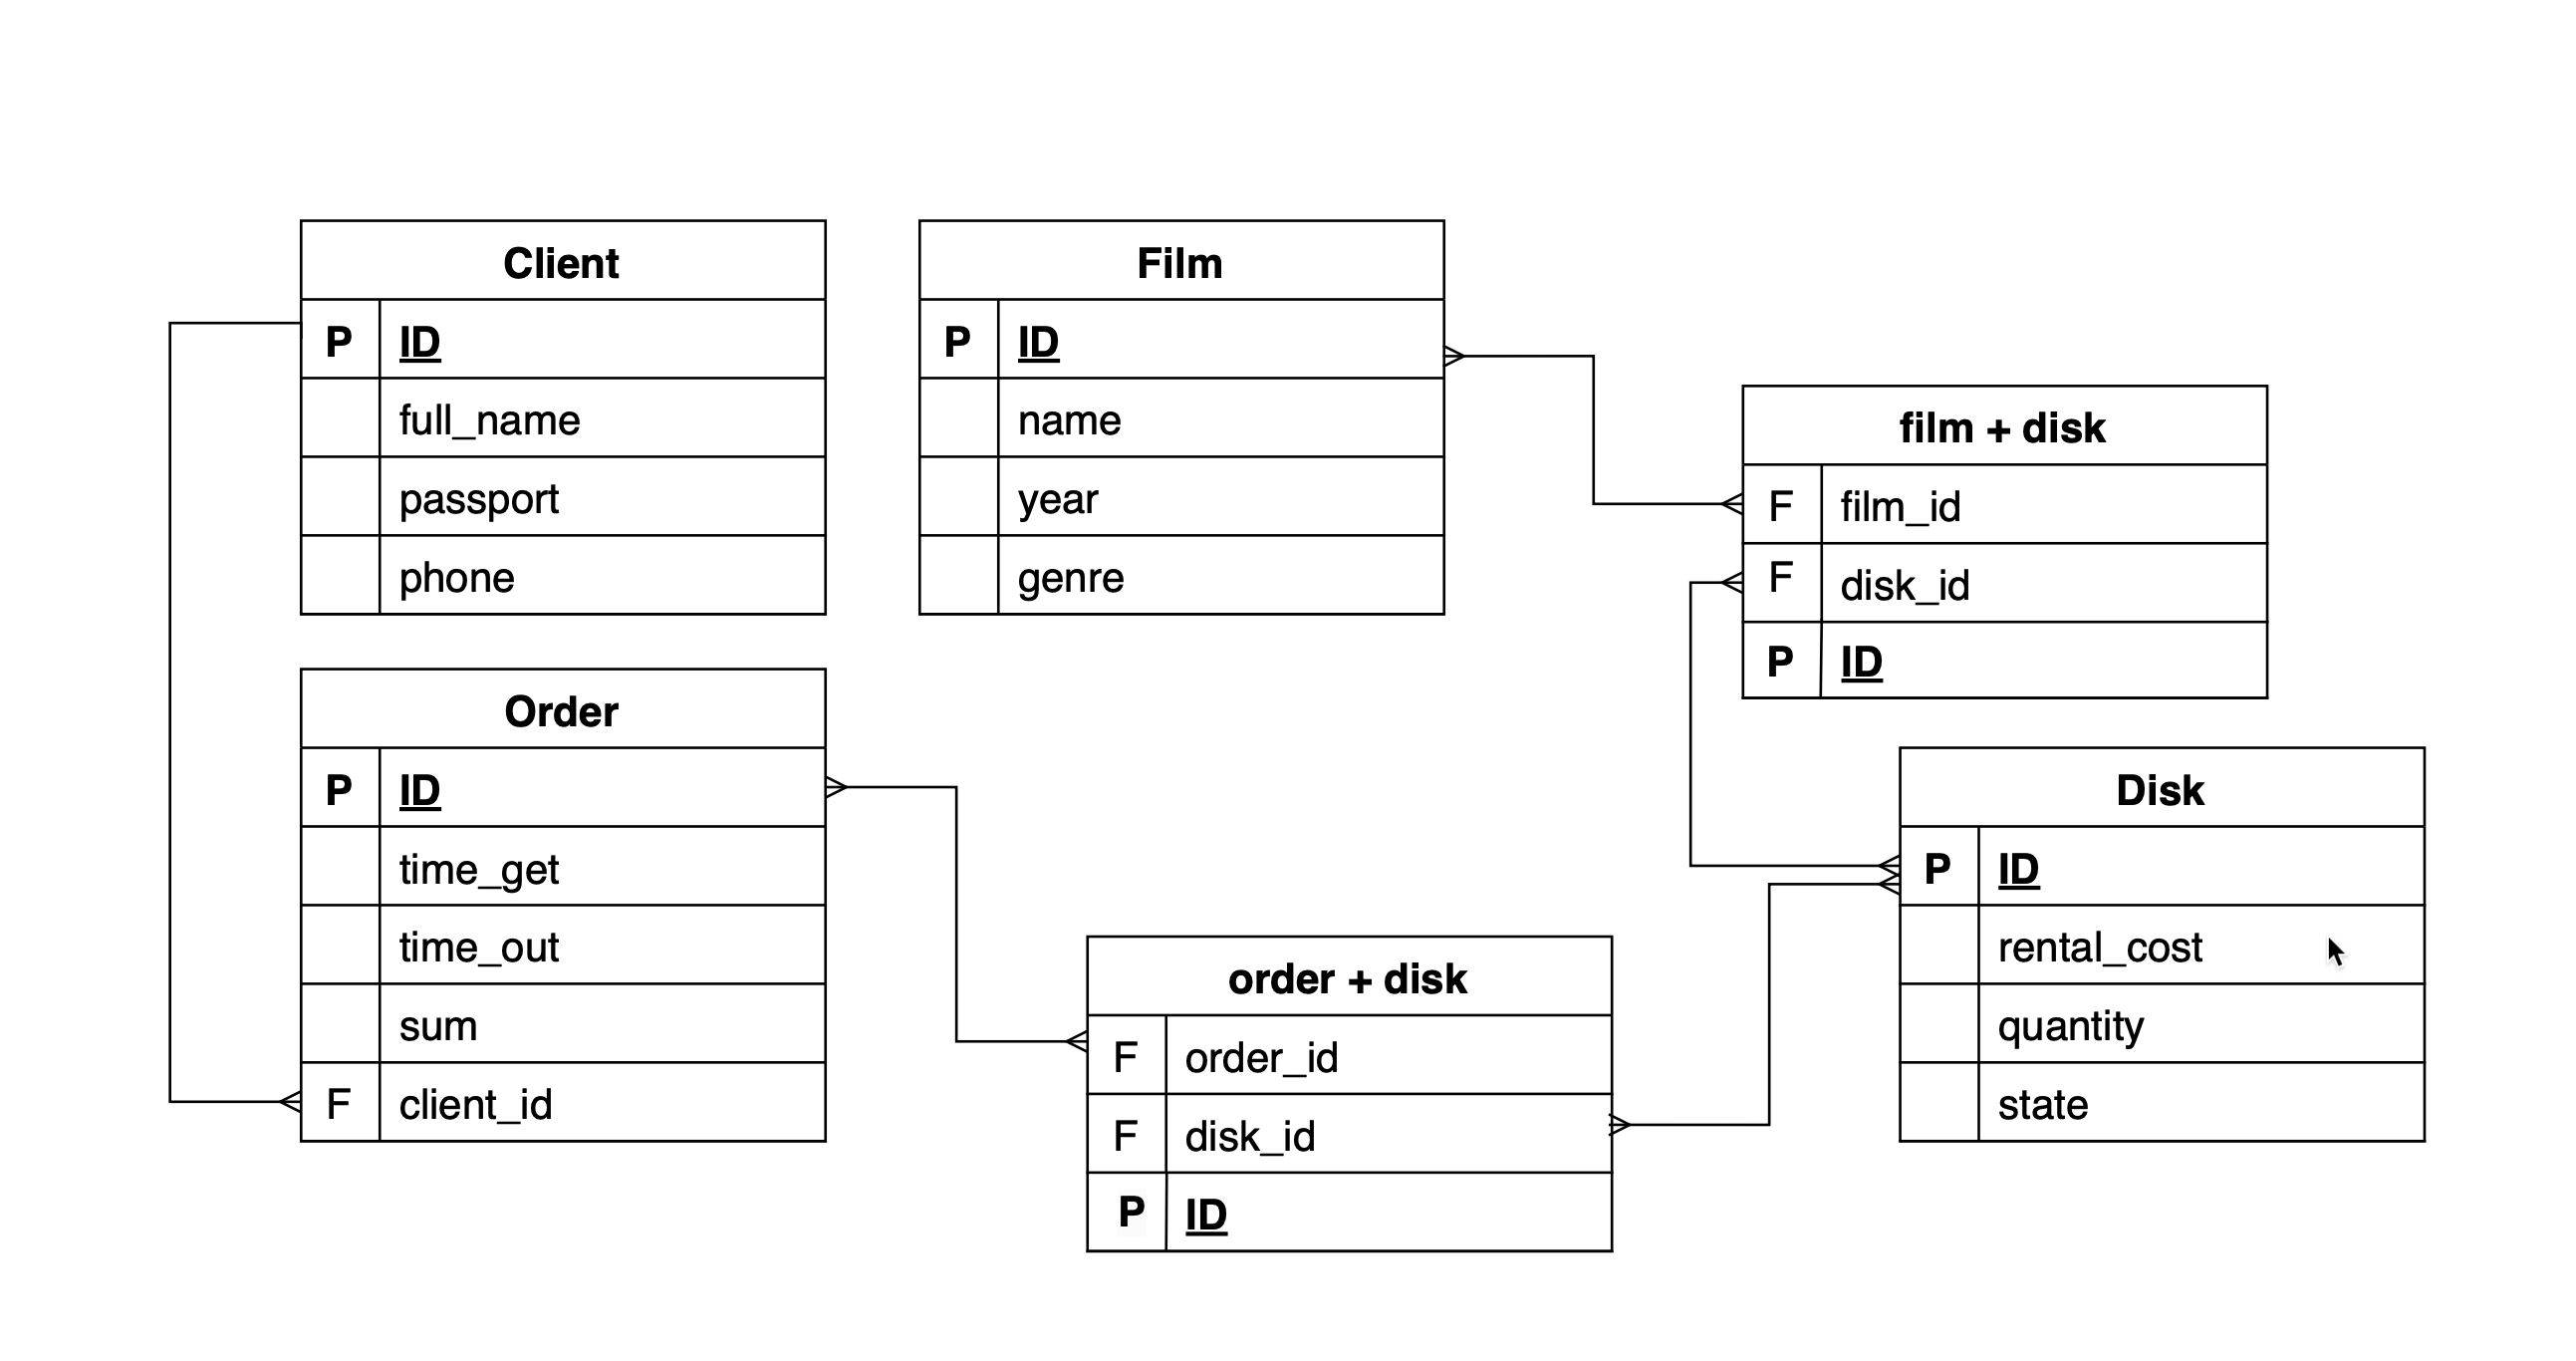 Client
P ID
full_name
passport
phone
Film
P ID
name
year
genre
film + disk
F film_id
F disk_id
P ID
Order
P ID
time_get
time_out
sum
F client_id
order + disk
F order_id
F disk_id
P ID
Disk
P ID
rental_cost
quantity
state